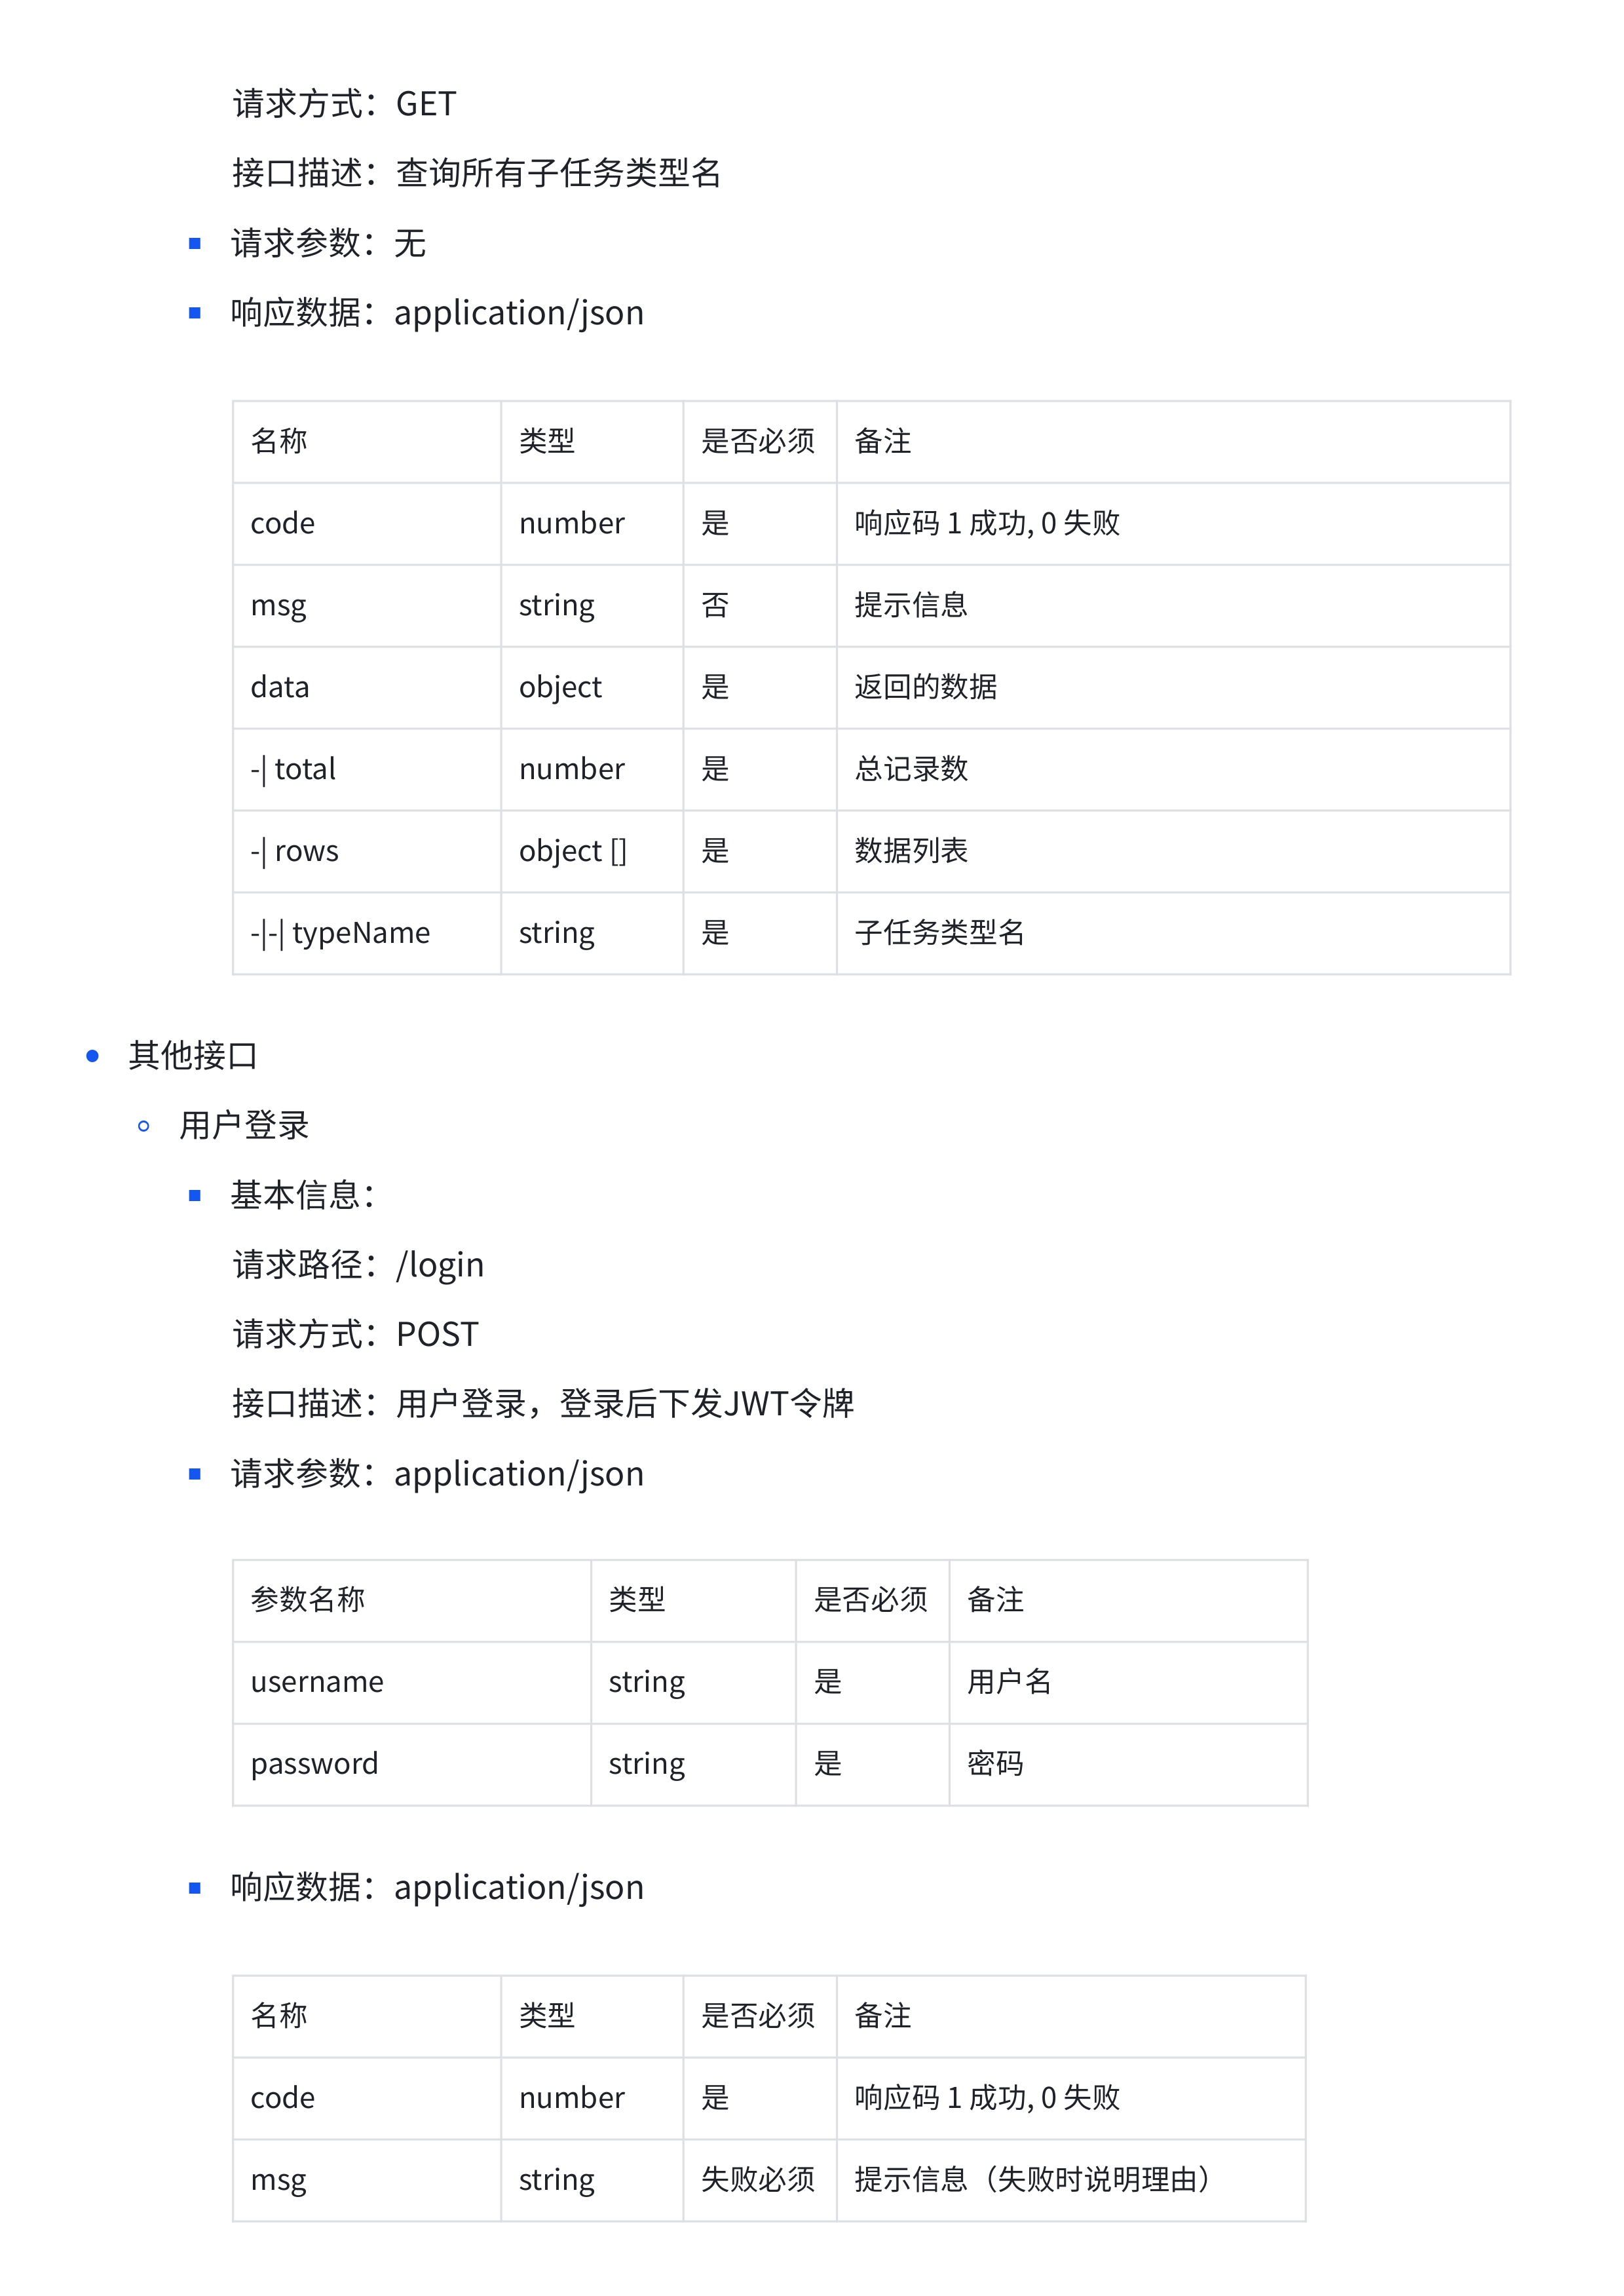 请求方式：GET
接口描述：查询所有子任务类型名
请求参数：无
响应数据：application/json
名称 类型 是否必须 备注
code number 是 响应码 1 成功, 0 失败
msg string 否 提示信息
data object 是 返回的数据
-| total number 是 总记录数
-| rows object [] 是 数据列表
-|-| typeName string 是 子任务类型名
其他接口
用户登录
基本信息：
请求路径：/login
请求方式：POST
接口描述：用户登录，登录后下发JWT令牌
请求参数：application/json
参数名称 类型 是否必须 备注
username string 是 用户名
password string 是 密码
响应数据：application/json
名称 类型 是否必须 备注
code number 是 响应码 1 成功, 0 失败
msg string 失败必须 提示信息（失败时说明理由）